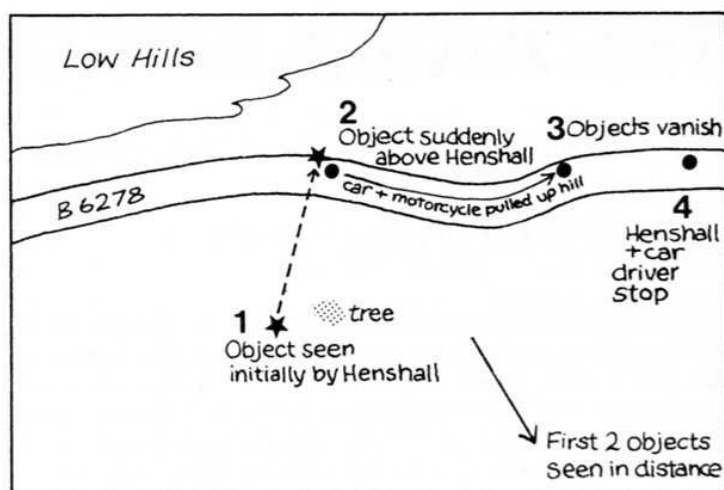 Low Hills
2
Object suddenly
above Henshall
3 Objects vanish
B 6278
car + motorcycle pulled up hill
4
Henshall
+ car
driver
stop
1
tree
Object seen
initially by Henshall
First 2 objects
seen in distance